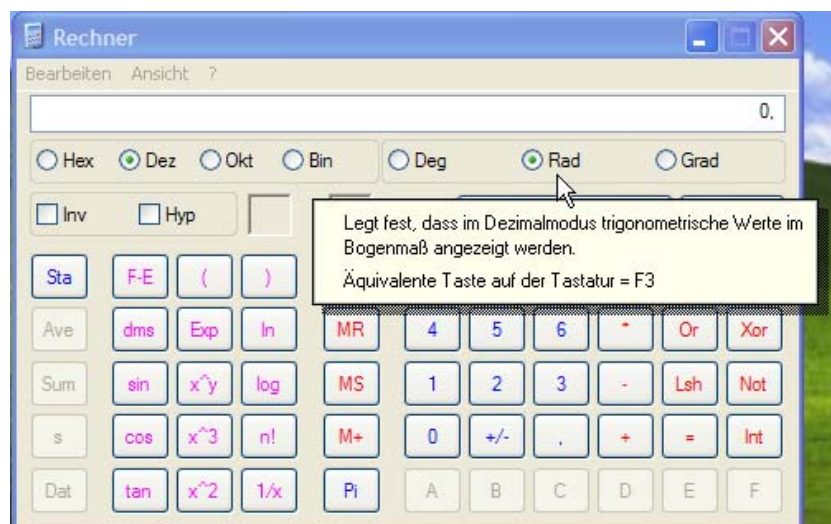 Rechner
Bearbeiten Ansicht ?
0,
Hex Dez Okt Bin Deg Rad Grad
Inv Hyp
Legt fest, dass im Dezimalmodus trigonometrische Werte im
Bogenmaß angezeigt werden.
Äquivalente Taste auf der Tastatur = F3
Sta F-E ( )
Ave dms Exp ln MR 4 5 6 * Or Xor
Sum sin x^y log MS 1 2 3 - Lsh Not
s cos x^3 n! M+ 0 +/- , + = Int
Dat tan x^2 1/x Pi A B C D E F